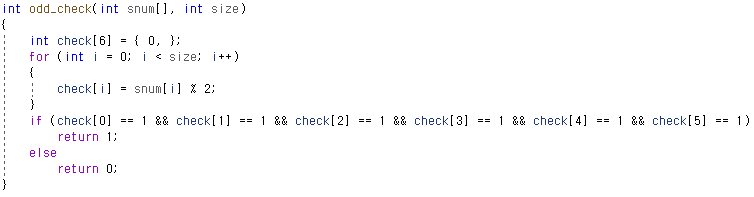 int odd_check(int snum[], int size)
{
int check[6] = { 0, };
for (int i = 0; i < size; i++)
{
check[i] = snum[i] % 2;
}
if (check[0] == 1 && check[1] == 1 && check[2] == 1 && check[3] == 1 && check[4] == 1 && check[5] == 1)
return 1;
else
return 0;
}